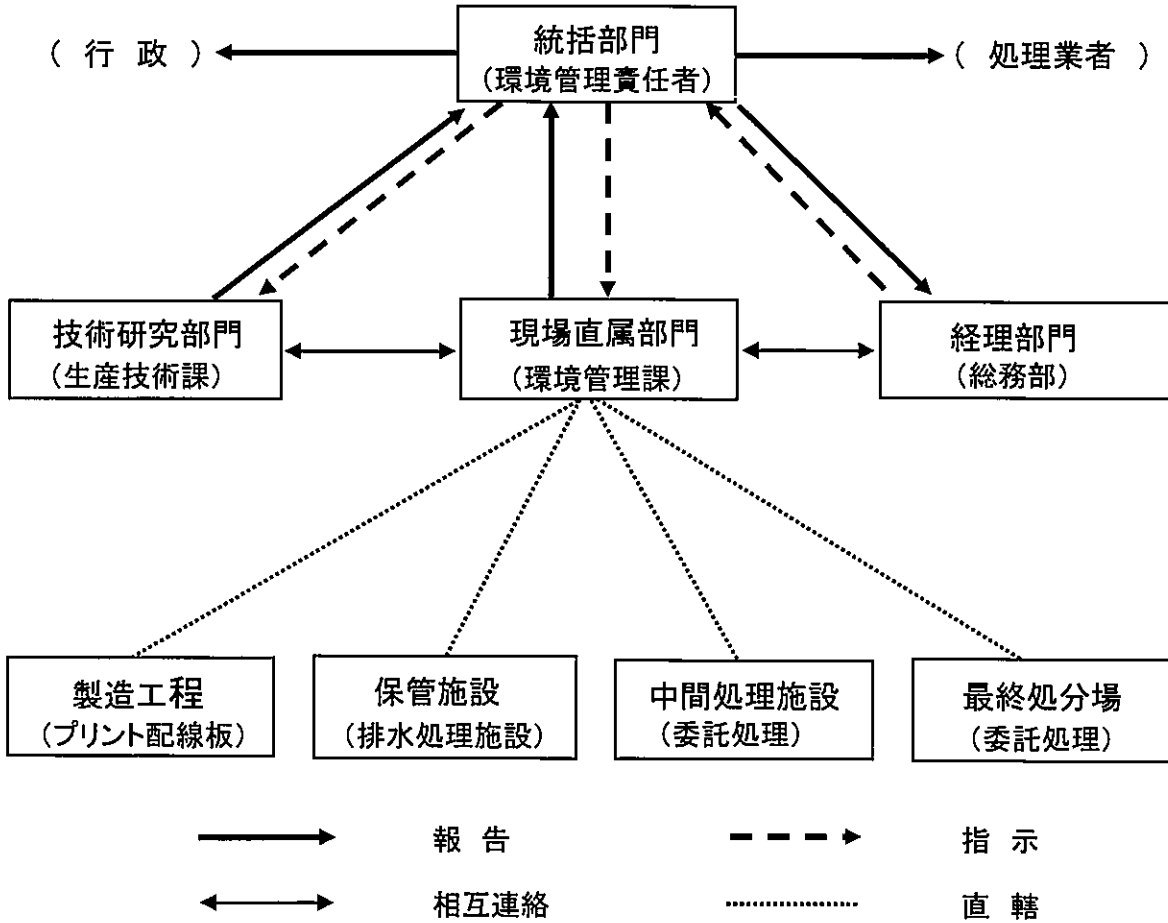 ( 行 政 )
統括部門
(環境管理責任者)
( 処理業者 )
技術研究部門
(生産技術課)
現場直属部門
(環境管理課)
経理部門
(総務部)
製造工程
(プリント配線板)
保管施設
(排水処理施設)
中間処理施設
(委託処理)
最終処分場
(委託処理)
報 告
指 示
相互連絡
直 轄